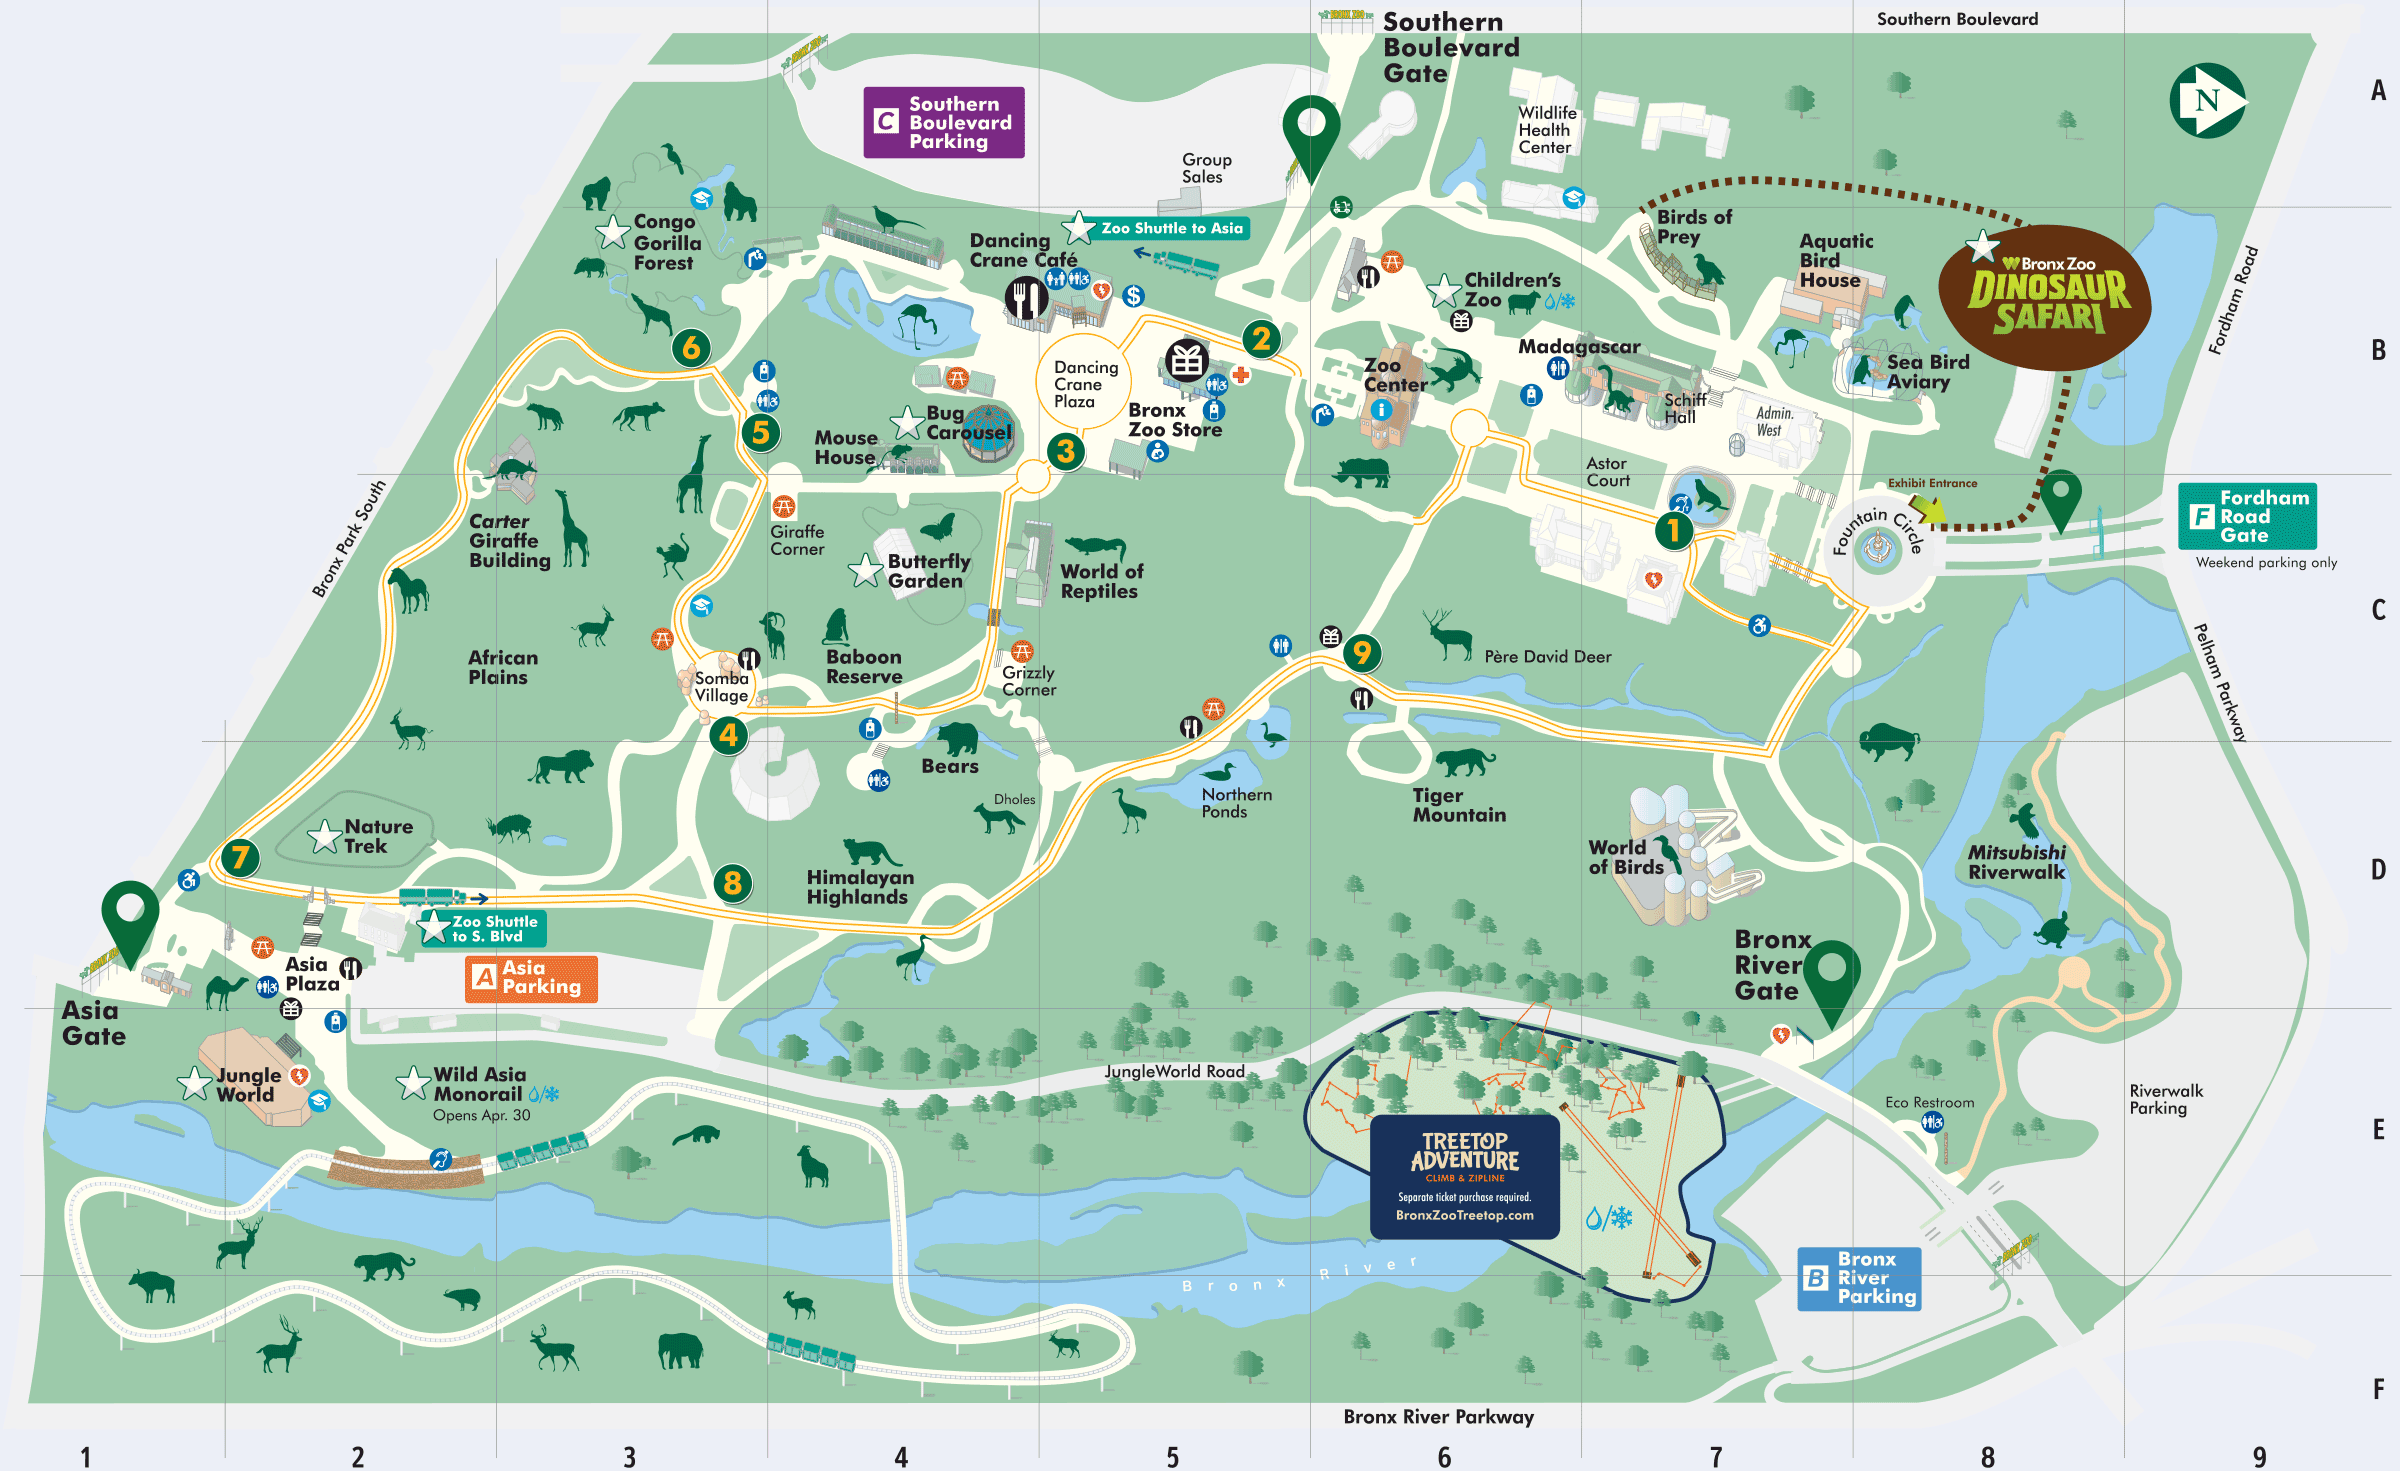 Southern Boulevard
Southern
Boulevard
Gate
BRONX ZOO
BRONX ZOO
A
N
C
Southern
Boulevard
Parking
Wildlife
Health
Center
Group
Sales
Congo
Gorilla
Forest
Dancing
Crane Café
Zoo Shuttle to Asia
Birds of
Prey
Aquatic
Bird
House
Bronx Zoo
DINOSAUR
SAFARI
Fordham Road
Children's
Zoo
$
6
2
B
Dancing
Crane
Plaza
Zoo
Center
i
Madagascar
Schiff
Hall
Admin.
West
Sea Bird
Aviary
Bug
Carousel
Bronx
Zoo Store
Mouse
House
5
3
Astor
Court
Exhibit Entrance
Bronx Park South
Fountain Circle
F
Fordham
Road
Gate
Weekend parking only
Carter
Giraffe
Building
Giraffe
Corner
1
Butterfly
Garden
World of
Reptiles
C
African
Plains
Baboon
Reserve
Somba
Village
Grizzly
Corner
9
Père David Deer
Pelham Parkway
4
Bears
Dholes
Northern
Ponds
Tiger
Mountain
Nature
Trek
7
8
Himalayan
Highlands
World
of Birds
Mitsubishi
Riverwalk
D
Zoo Shuttle
to S. Blvd
Asia
Plaza
A
Asia
Parking
Bronx
River
Gate
Asia
Gate
Jungle
World
Wild Asia
Monorail
Opens Apr. 30
JungleWorld Road
Eco Restroom
Riverwalk
Parking
E
TREETOP
ADVENTURE
CLIMB & ZIPLINE
Separate ticket purchase required.
BronxZooTreetop.com
Bronx River
B
Bronx
River
Parking
BRONX ZOO
F
Bronx River Parkway
1 2 3 4 5 6 7 8 9